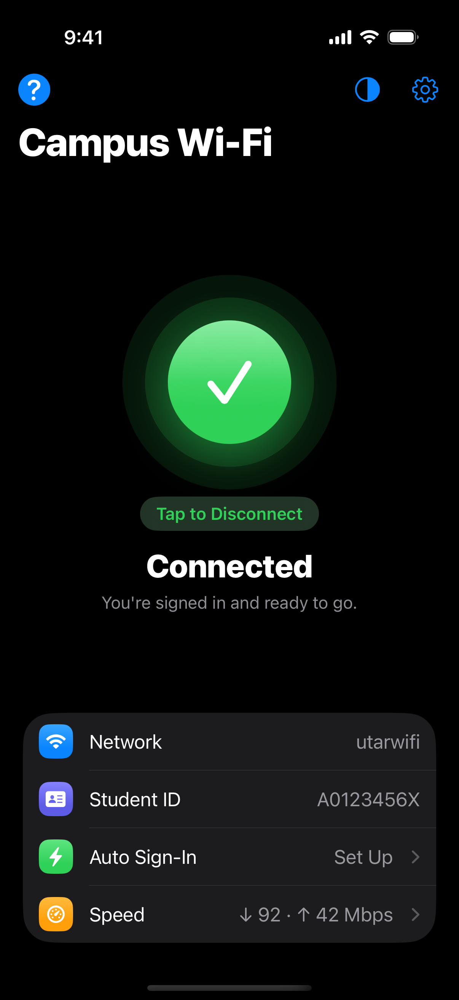 9:41
Campus Wi-Fi
Tap to Disconnect
Connected
You're signed in and ready to go.
Network utarwifi
Student ID A0123456X
Auto Sign-In Set Up
Speed ↓ 92 · ↑ 42 Mbps